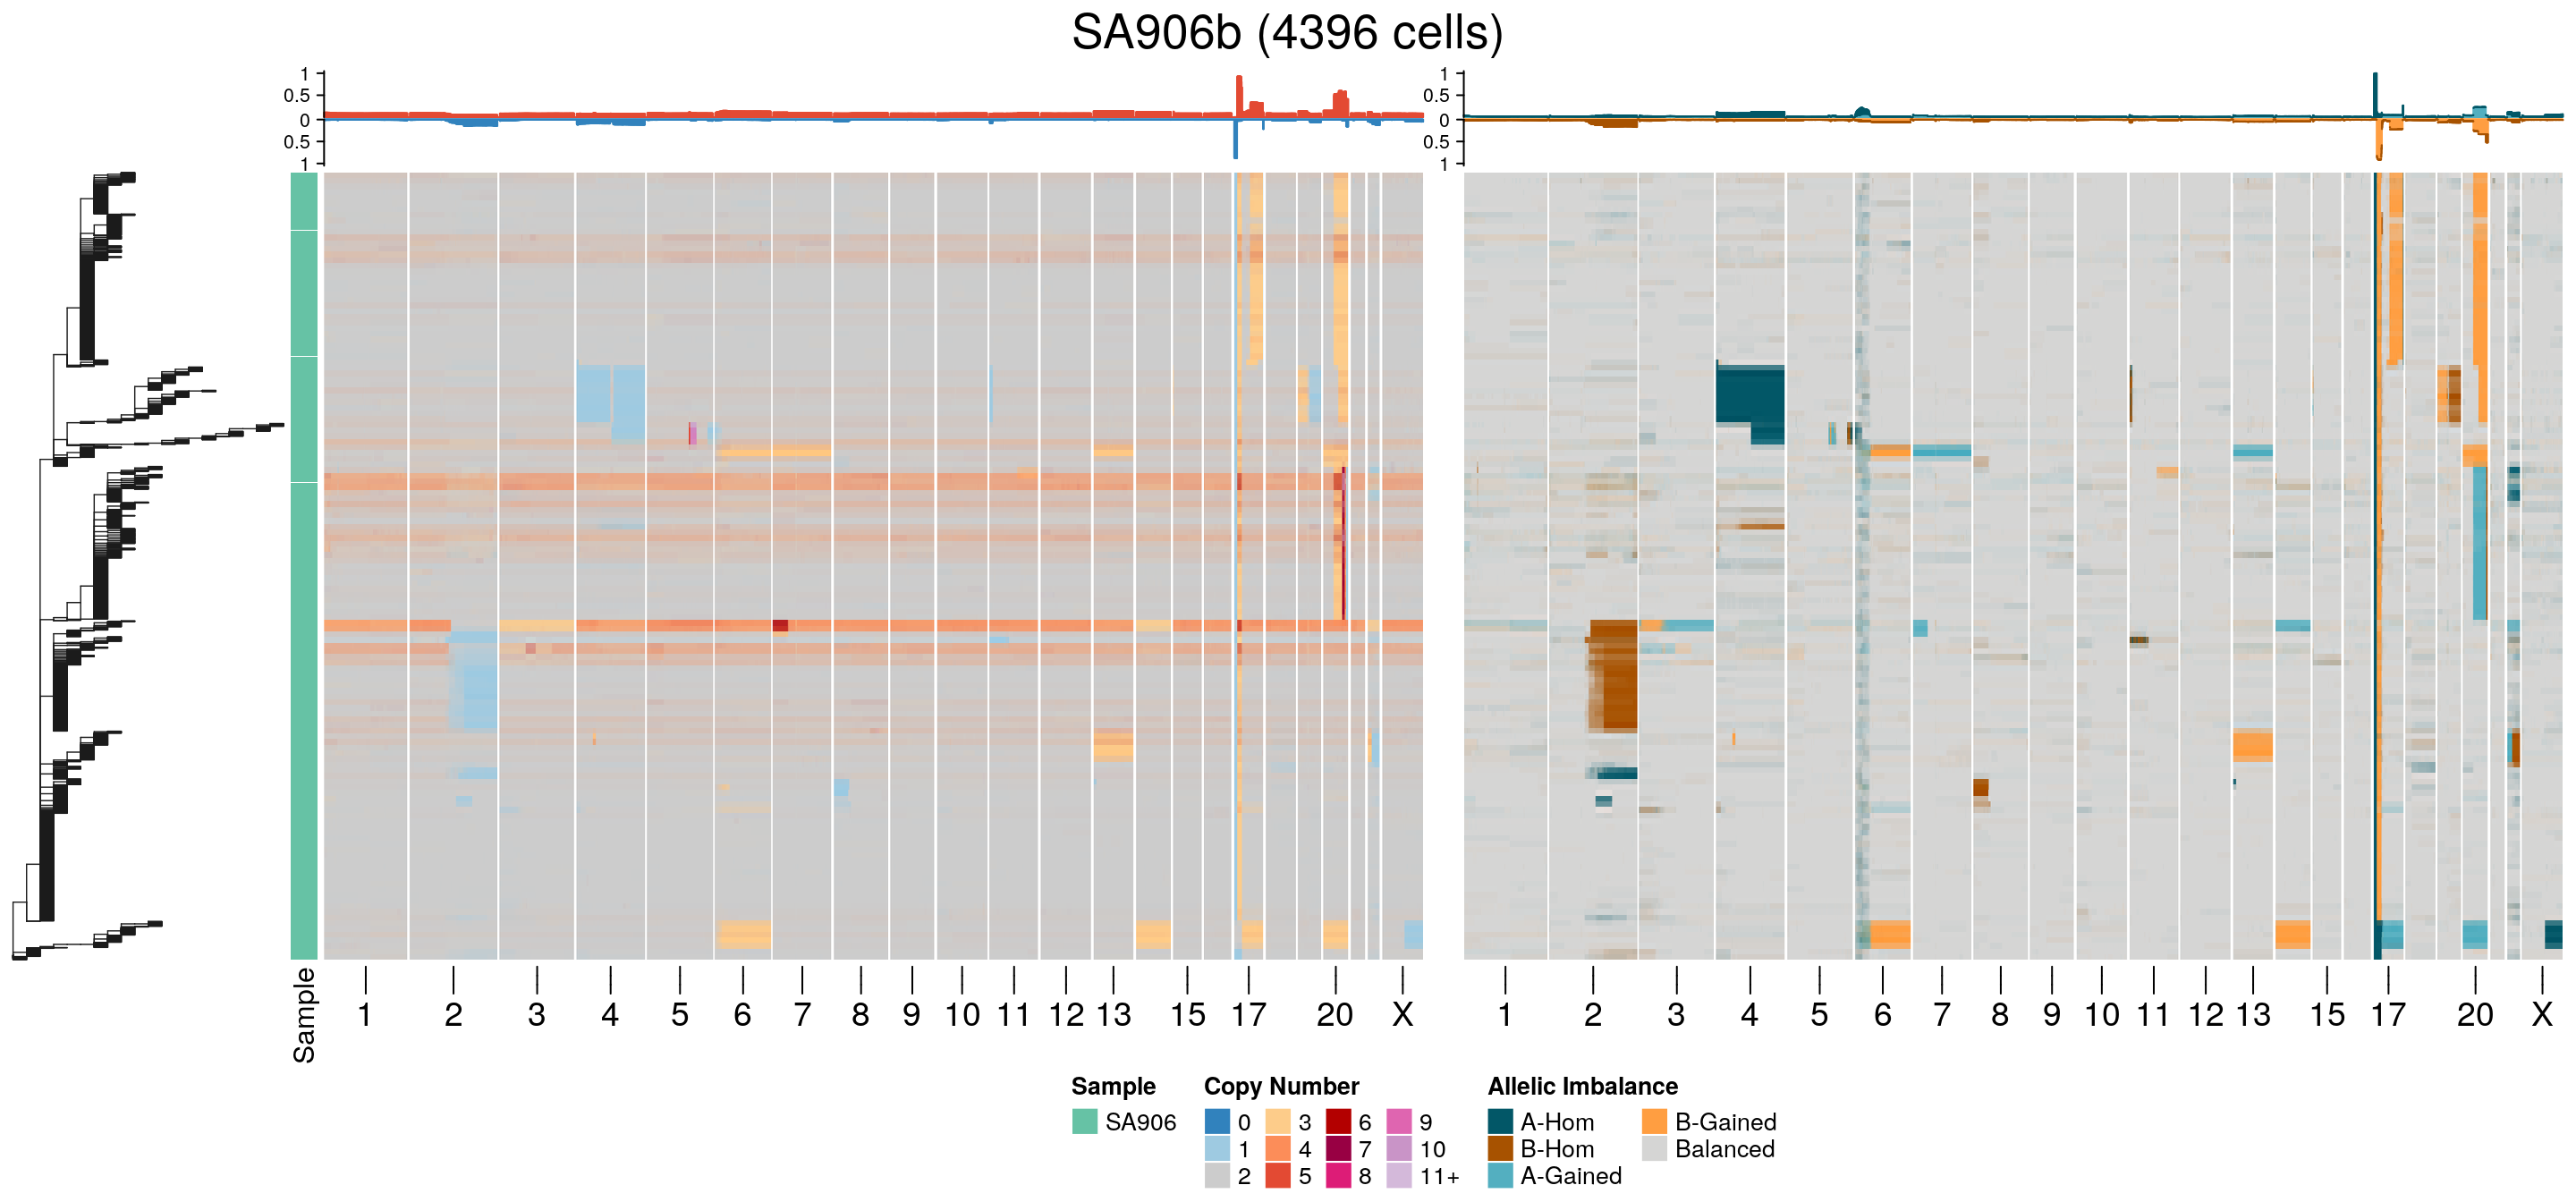 SA906b (4396 cells)
1
0.5
0
0.5
1
1
0.5
0
0.5
1
Sample
1 2 3 4 5 6 7 8 9 10 11 12 13 15 17 20 X
1 2 3 4 5 6 7 8 9 10 11 12 13 15 17 20 X
Sample
SA906
Copy Number
0 3 6 9
1 4 7 10
2 5 8 11+
Allelic Imbalance
A-Hom B-Gained
B-Hom Balanced
A-Gained